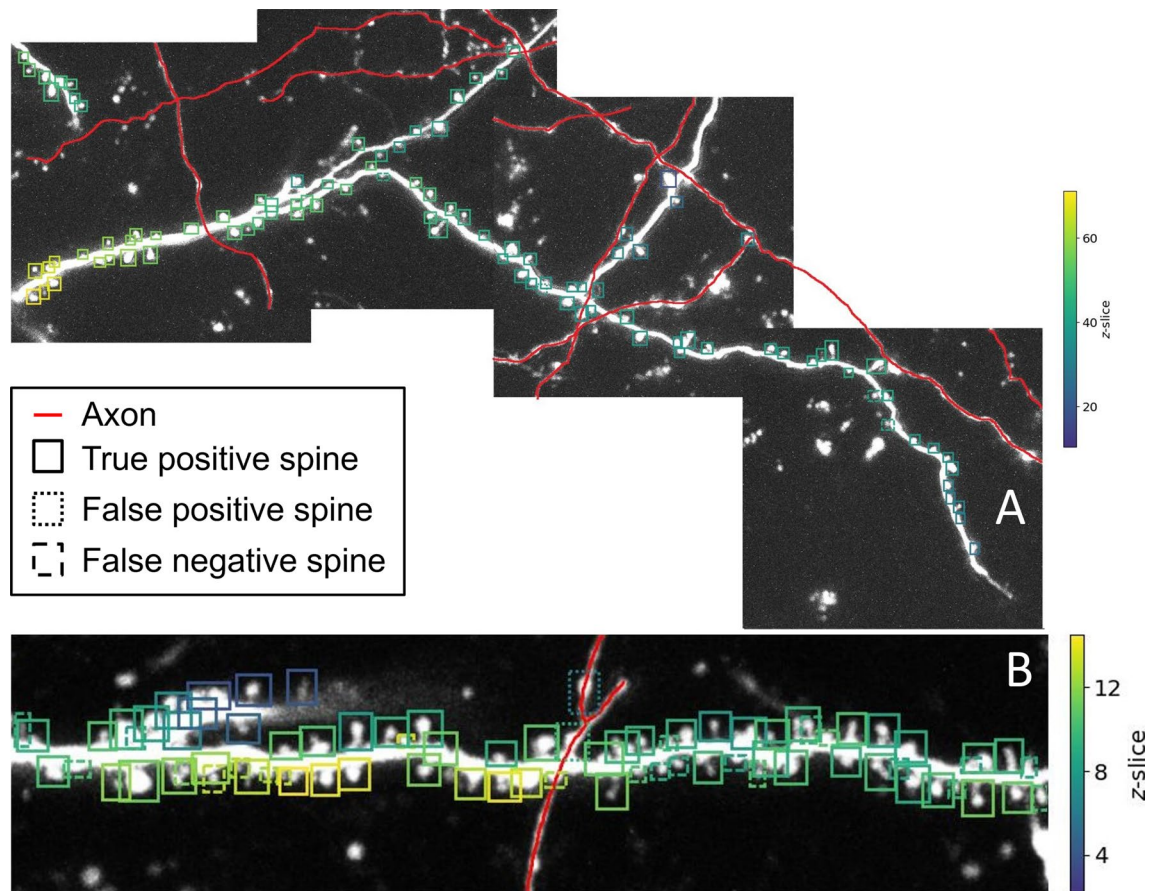 60
40
20
z-slice
Axon
True positive spine
False positive spine
False negative spine
A
B
12
8
4
z-slice